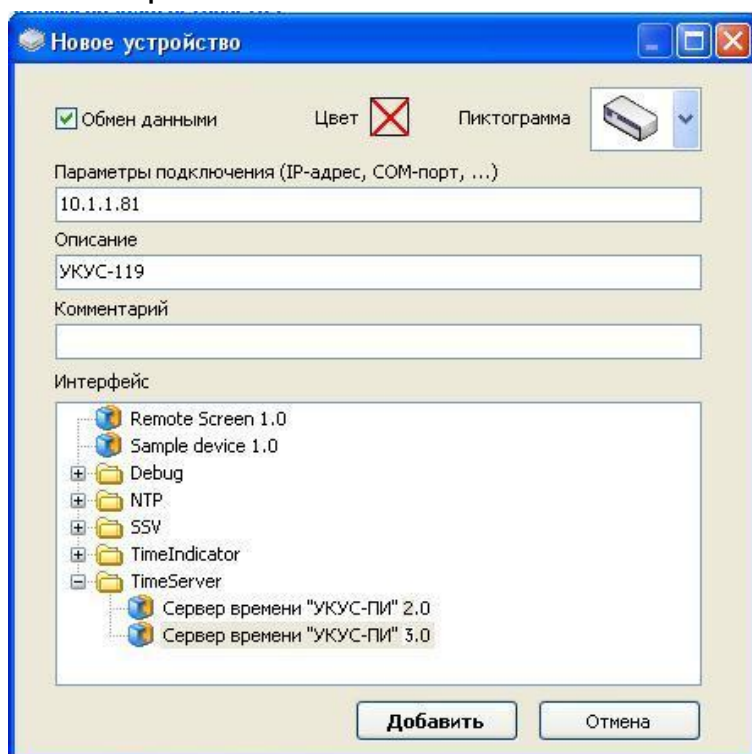 Новое устройство
Обмен данными Цвет Пиктограмма
Параметры подключения (IP-адрес, COM-порт, ...)
10.1.1.81
Описание
УКУС-119
Комментарий
Интерфейс
Remote Screen 1.0
Sample device 1.0
Debug
NTP
SSV
TimeIndicator
TimeServer
Сервер времени "УКУС-ПИ" 2.0
Сервер времени "УКУС-ПИ" 3.0
Добавить Отмена